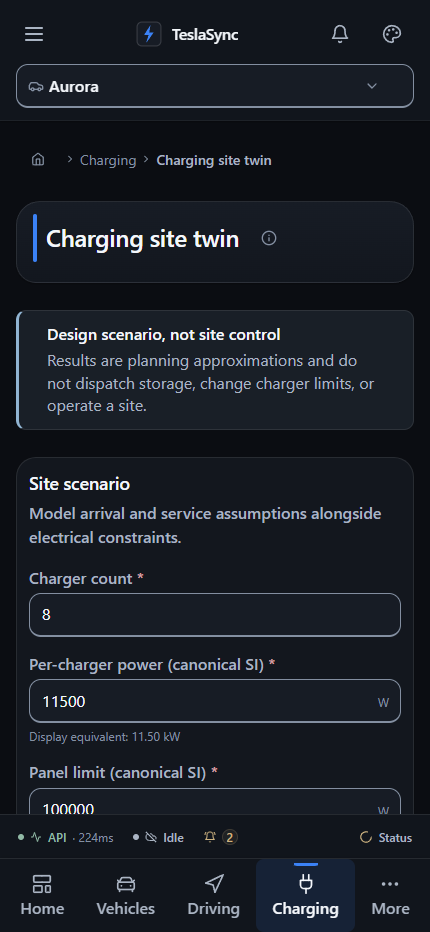 TeslaSync
Aurora
Charging
Charging site twin
Charging site twin
Design scenario, not site control
Results are planning approximations and do
not dispatch storage, change charger limits, or
operate a site.
Site scenario
Model arrival and service assumptions alongside
electrical constraints.
Charger count *
8
Per-charger power (canonical SI) *
11500 W
Display equivalent: 11.50 kW
Panel limit (canonical SI) *
100000 W
API · 224ms Idle 2 Status
Home Vehicles Driving Charging More